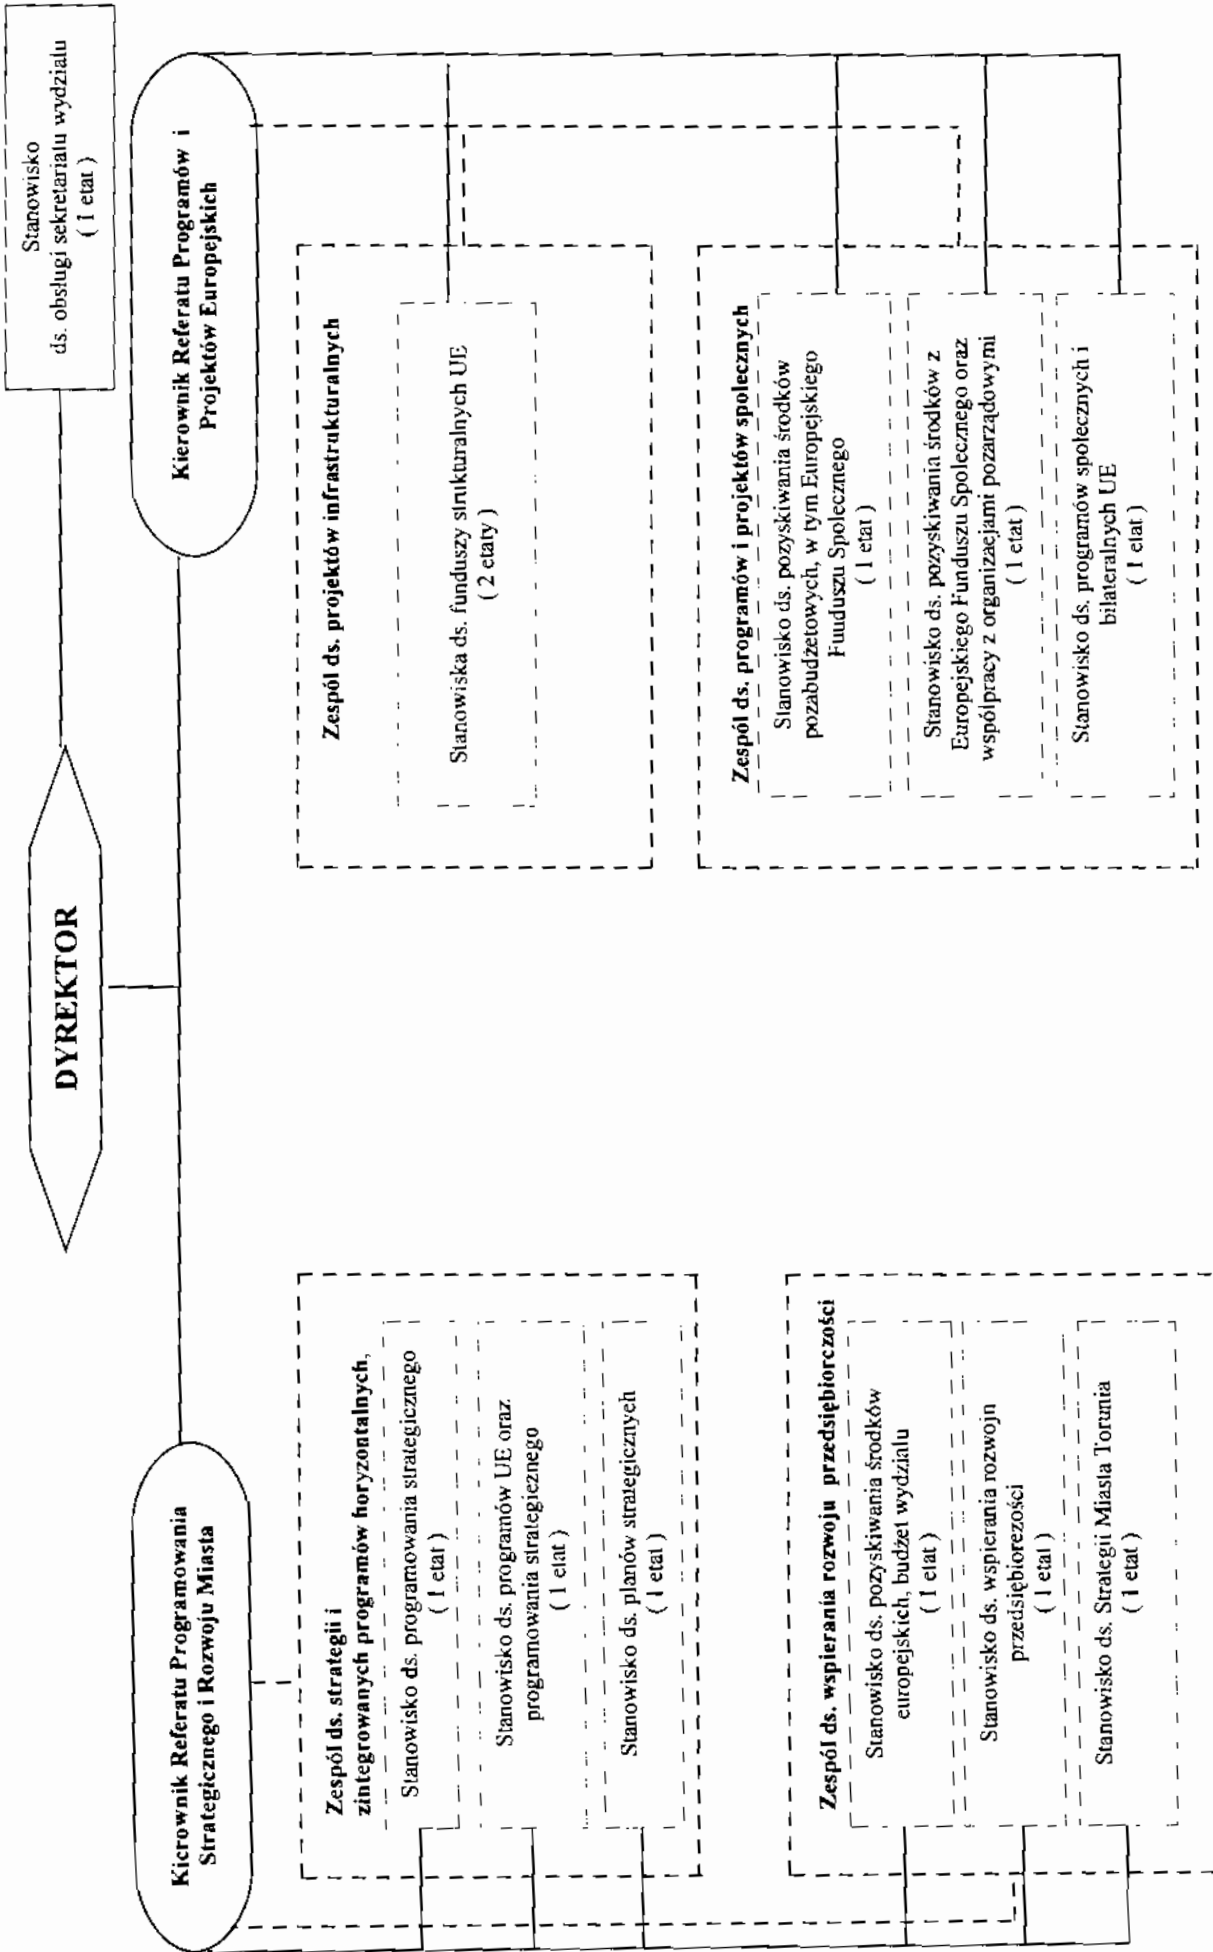 Stanowisko
ds. obsługi sekretariatu wydziału
( 1 etat )
DYREKTOR
Kierownik Referatu Programowania
Strategicznego i Rozwoju Miasta
Kierownik Referatu Programów i
Projektów Europejskich
Zespół ds. strategii i
zintegrowanych programów horyzontalnych,
Stanowisko ds. programowania strategicznego
( 1 etat )
Stanowisko ds. programów UE oraz
programowania strategicznego
( 1 etat )
Stanowisko ds. planów strategicznych
( 1 etat )
Zespół ds. wspierania rozwoju przedsiębiorczości
Stanowisko ds. pozyskiwania środków
europejskich, budżet wydziału
( 1 etat )
Stanowisko ds. wspierania rozwoju
przedsiębiorczości
( 1 etat )
Stanowisko ds. Strategii Miasta Torunia
( 1 etat )
Zespół ds. projektów infrastrukturalnych
Stanowiska ds. funduszy strukturalnych UE
( 2 etaty )
Zespół ds. programów i projektów społecznych
Stanowisko ds. pozyskiwania środków
pozabudżetowych, w tym Europejskiego
Funduszu Społecznego
( 1 etat )
Stanowisko ds. pozyskiwania środków z
Europejskiego Funduszu Społecznego oraz
współpracy z organizacjami pozarządowymi
( 1 etat )
Stanowisko ds. programów społecznych i
bilateralnych UE
( 1 etat )